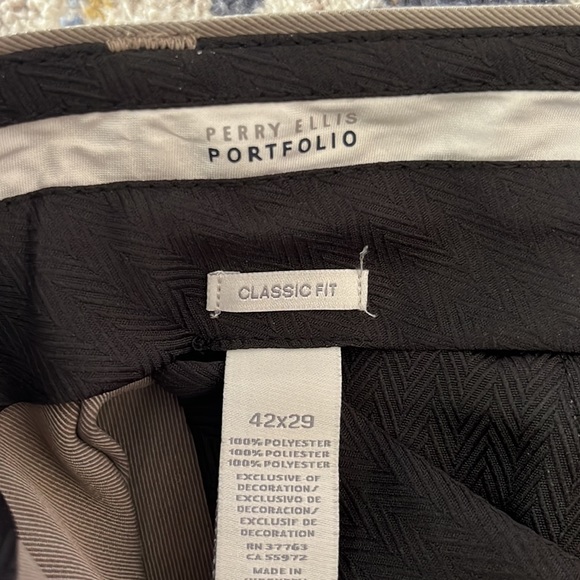 PERRY ELLIS
PORTFOLIO
CLASSIC FIT
42x29
100% POLYESTER
100% POLIESTER
100% POLYESTER
EXCLUSIVE OF
DECORATION/
EXCLUSIVO DE
DECORACION/
EXCLUSIF DE
DECORATION
RN 37763
CA 55972
MADE IN